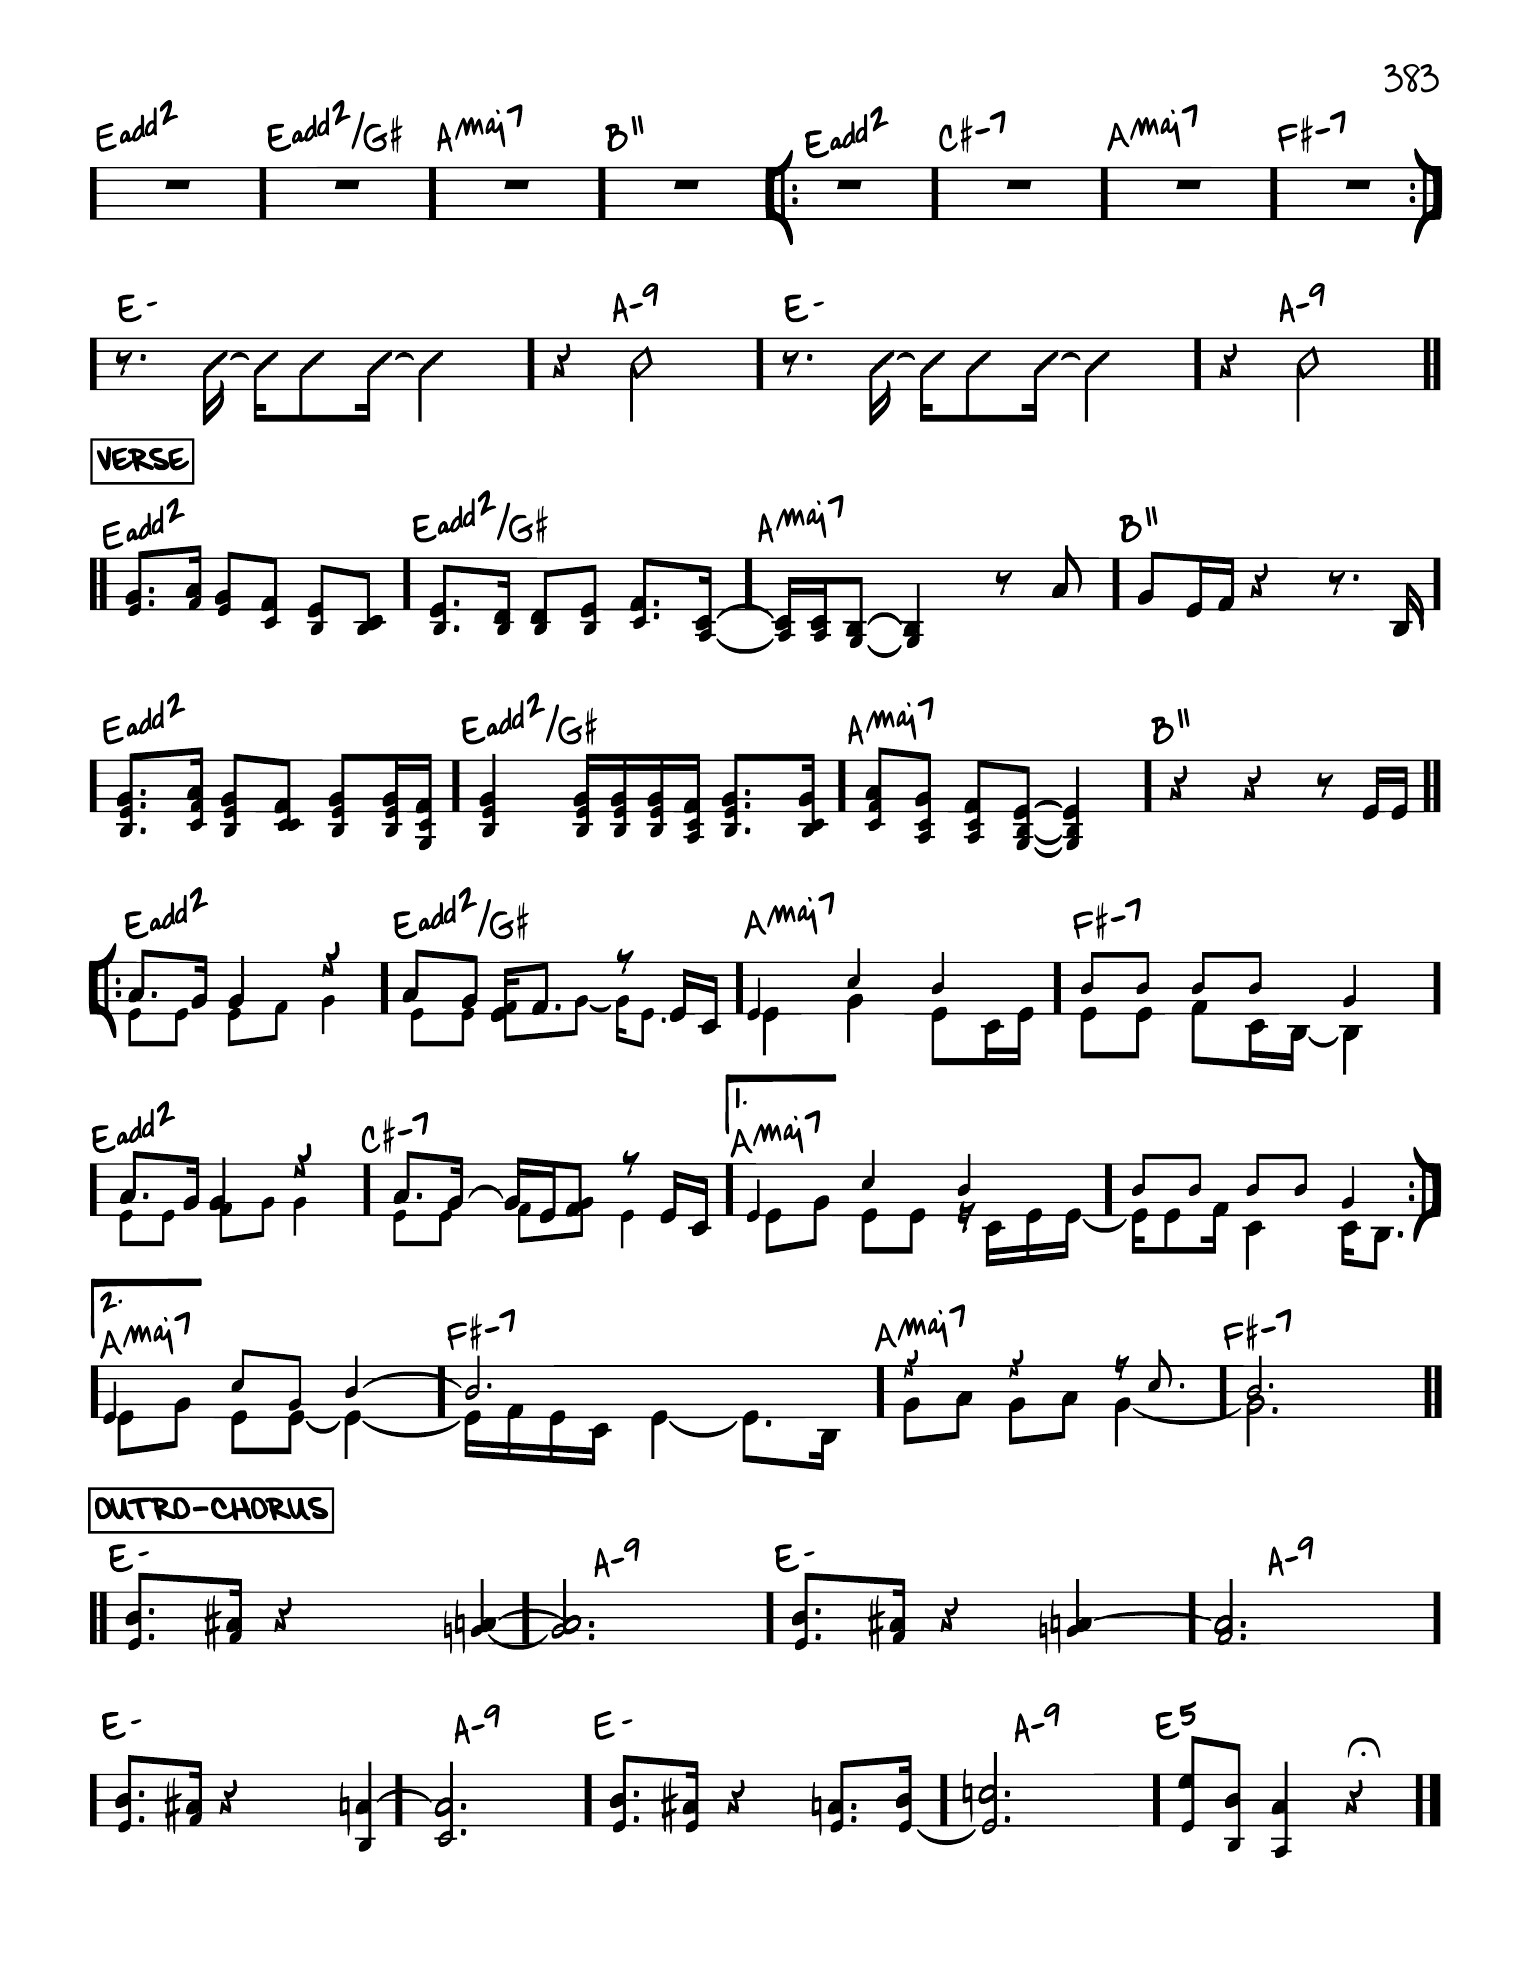 383
Eadd2 Eadd2/G# Amaj7 B11 Eadd2 C#-7 Amaj7 F#-7
E- A-9 E- A-9
VERSE
Eadd2 Eadd2/G# Amaj7 B11
Eadd2 Eadd2/G# Amaj7 B11
Eadd2 Eadd2/G# Amaj7 F#-7
1.
Eadd2 C#-7 Amaj7
2.
Amaj7 F#-7 Amaj7 F#-7
OUTRO-CHORUS
E- A-9 E- A-9
E- A-9 E- A-9 E5